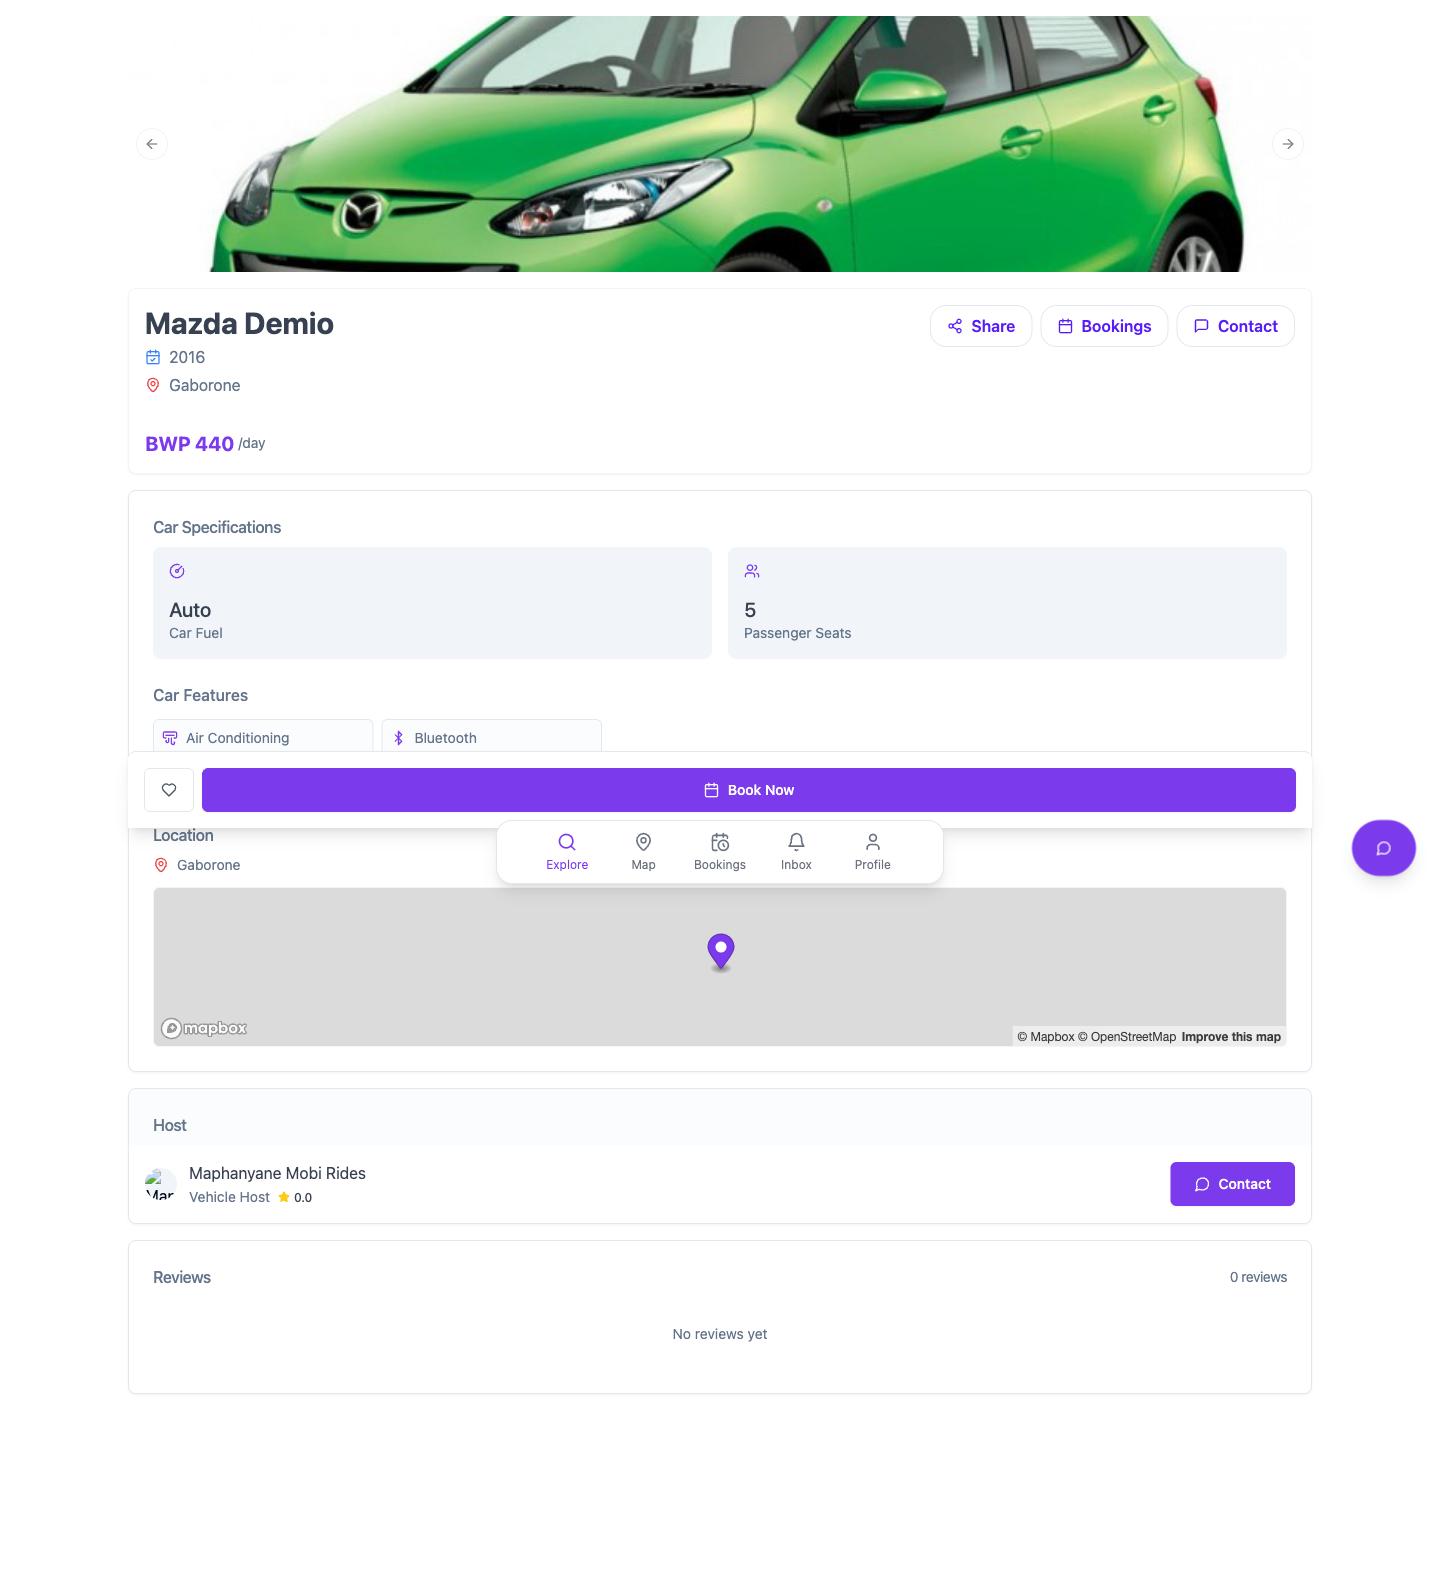 Mazda Demio
Share
Bookings
Contact
2016
Gaborone
BWP 440 /day
Car Specifications
Auto
Car Fuel
5
Passenger Seats
Car Features
Air Conditioning
Bluetooth
Book Now
Location
Gaborone
Explore
Map
Bookings
Inbox
Profile
mapbox
© Mapbox © OpenStreetMap Improve this map
Host
Maphanyane Mobi Rides
Vehicle Host 0.0
Contact
Reviews
0 reviews
No reviews yet